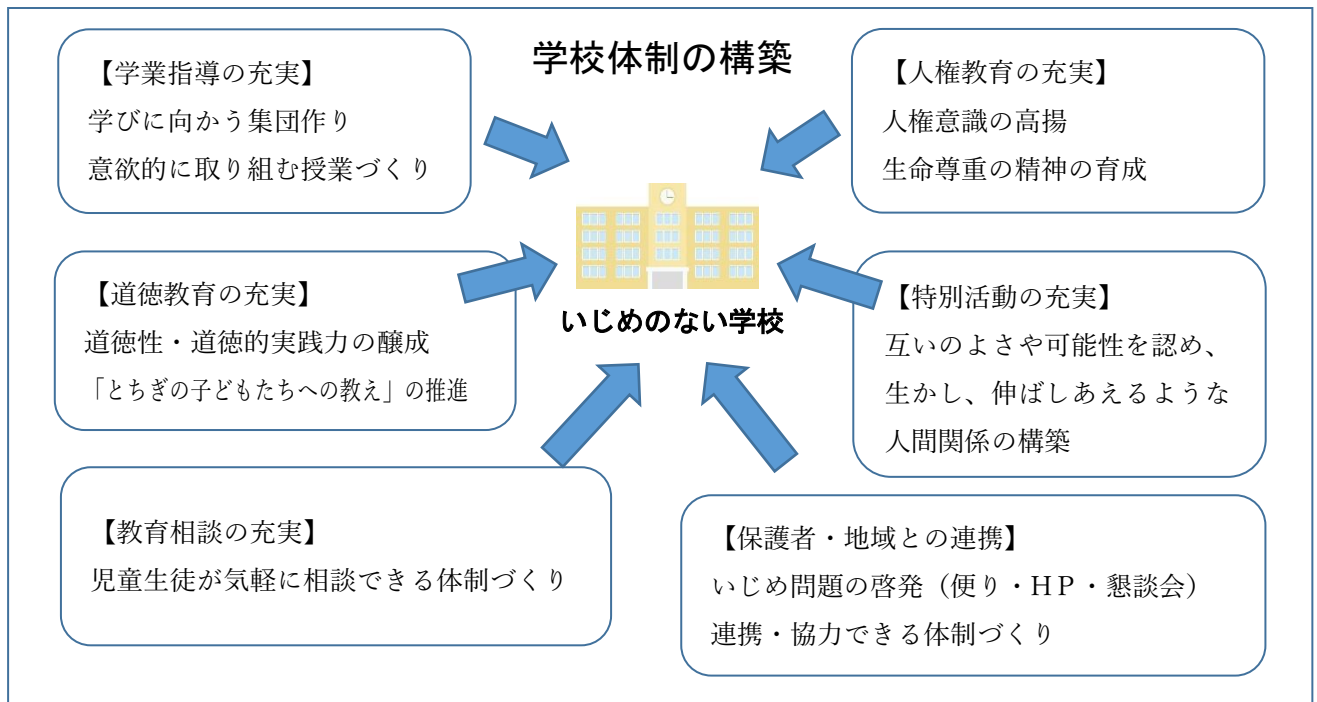 学校体制の構築
【学業指導の充実】
学びに向かう集団作り
意欲的に取り組む授業づくり
【人権教育の充実】
人権意識の高揚
生命尊重の精神の育成
【道徳教育の充実】
道徳性・道徳的実践力の醸成
「とちぎの子どもたちへの教え」の推進
いじめのない学校
【特別活動の充実】
互いのよさや可能性を認め、
生かし、伸ばしあえるような
人間関係の構築
【教育相談の充実】
児童生徒が気軽に相談できる体制づくり
【保護者・地域との連携】
いじめ問題の啓発（便り・ＨＰ・懇談会）
連携・協力できる体制づくり